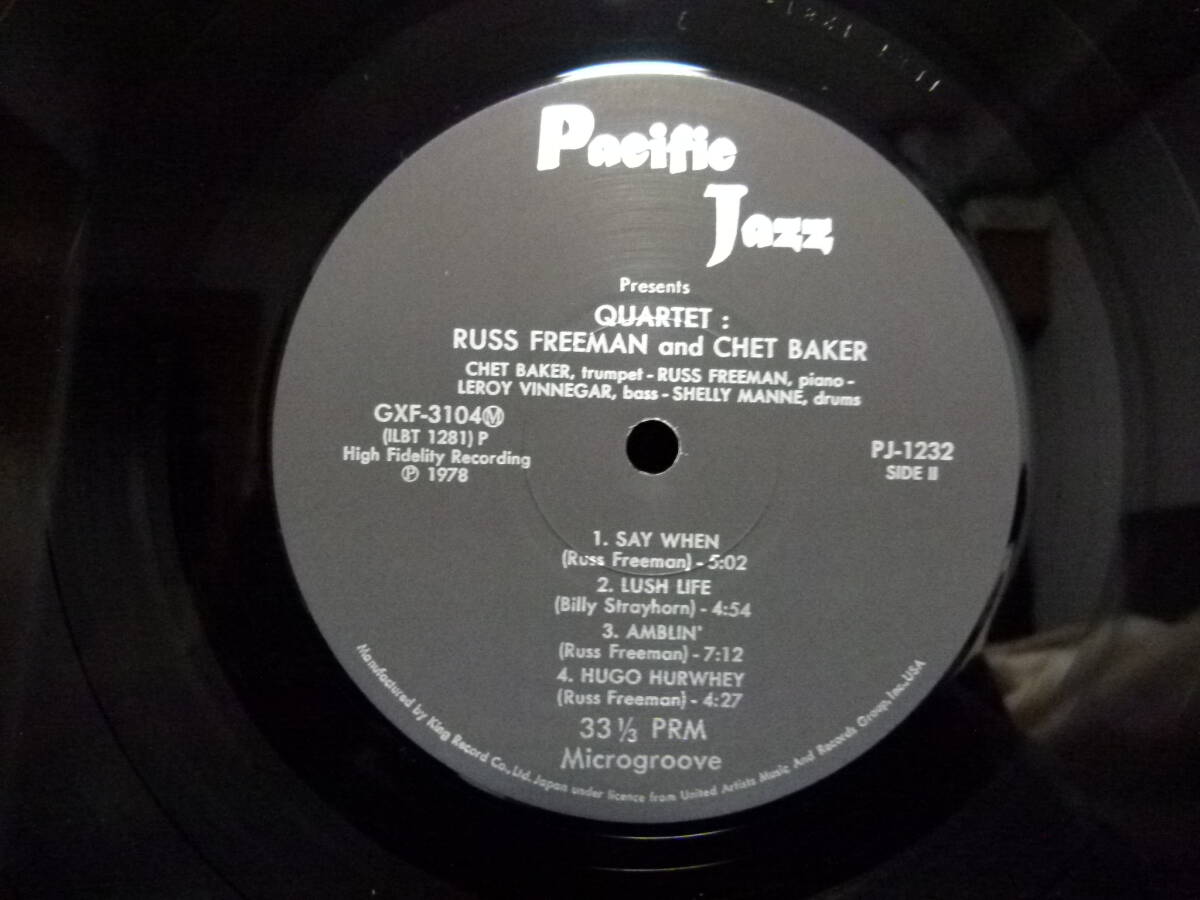 Pacific
Jazz
Presents
QUARTET :
RUSS FREEMAN and CHET BAKER
CHET BAKER, trumpet - RUSS FREEMAN, piano -
LEROY VINNEGAR, bass - SHELLY MANNE, drums
GXF-3104Ⓜ
(ILBT 1281) P
High Fidelity Recording
℗ 1978
PJ-1232
SIDE II
1. SAY WHEN
(Russ Freeman) - 5:02
2. LUSH LIFE
(Billy Strayhorn) - 4:54
3. AMBLIN'
(Russ Freeman) - 7:12
4. HUGO HURWHEY
(Russ Freeman) - 4:27
33 1/3 PRM
Microgroove
Manufactured by King Record Co., Ltd. Japan under licence from United Artists Music And Records Group, Inc., USA